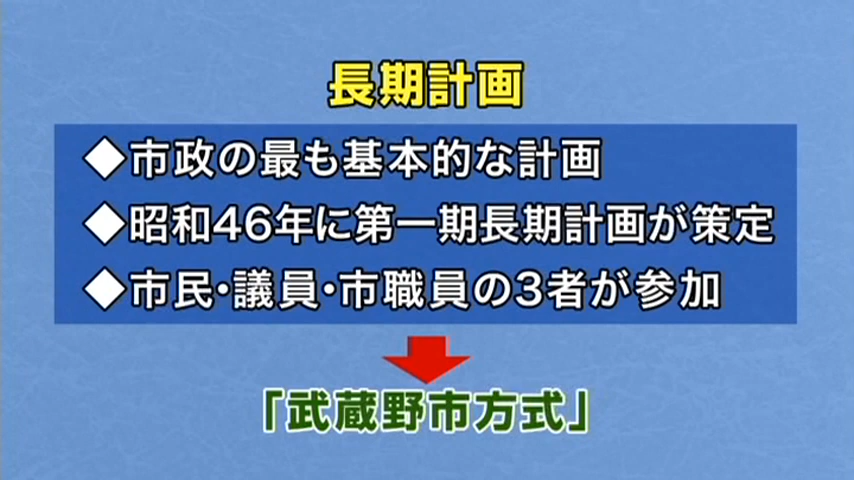 長期計画
◆市政の最も基本的な計画
◆昭和46年に第一期長期計画が策定
◆市民・議員・市職員の3者が参加
「武蔵野市方式」